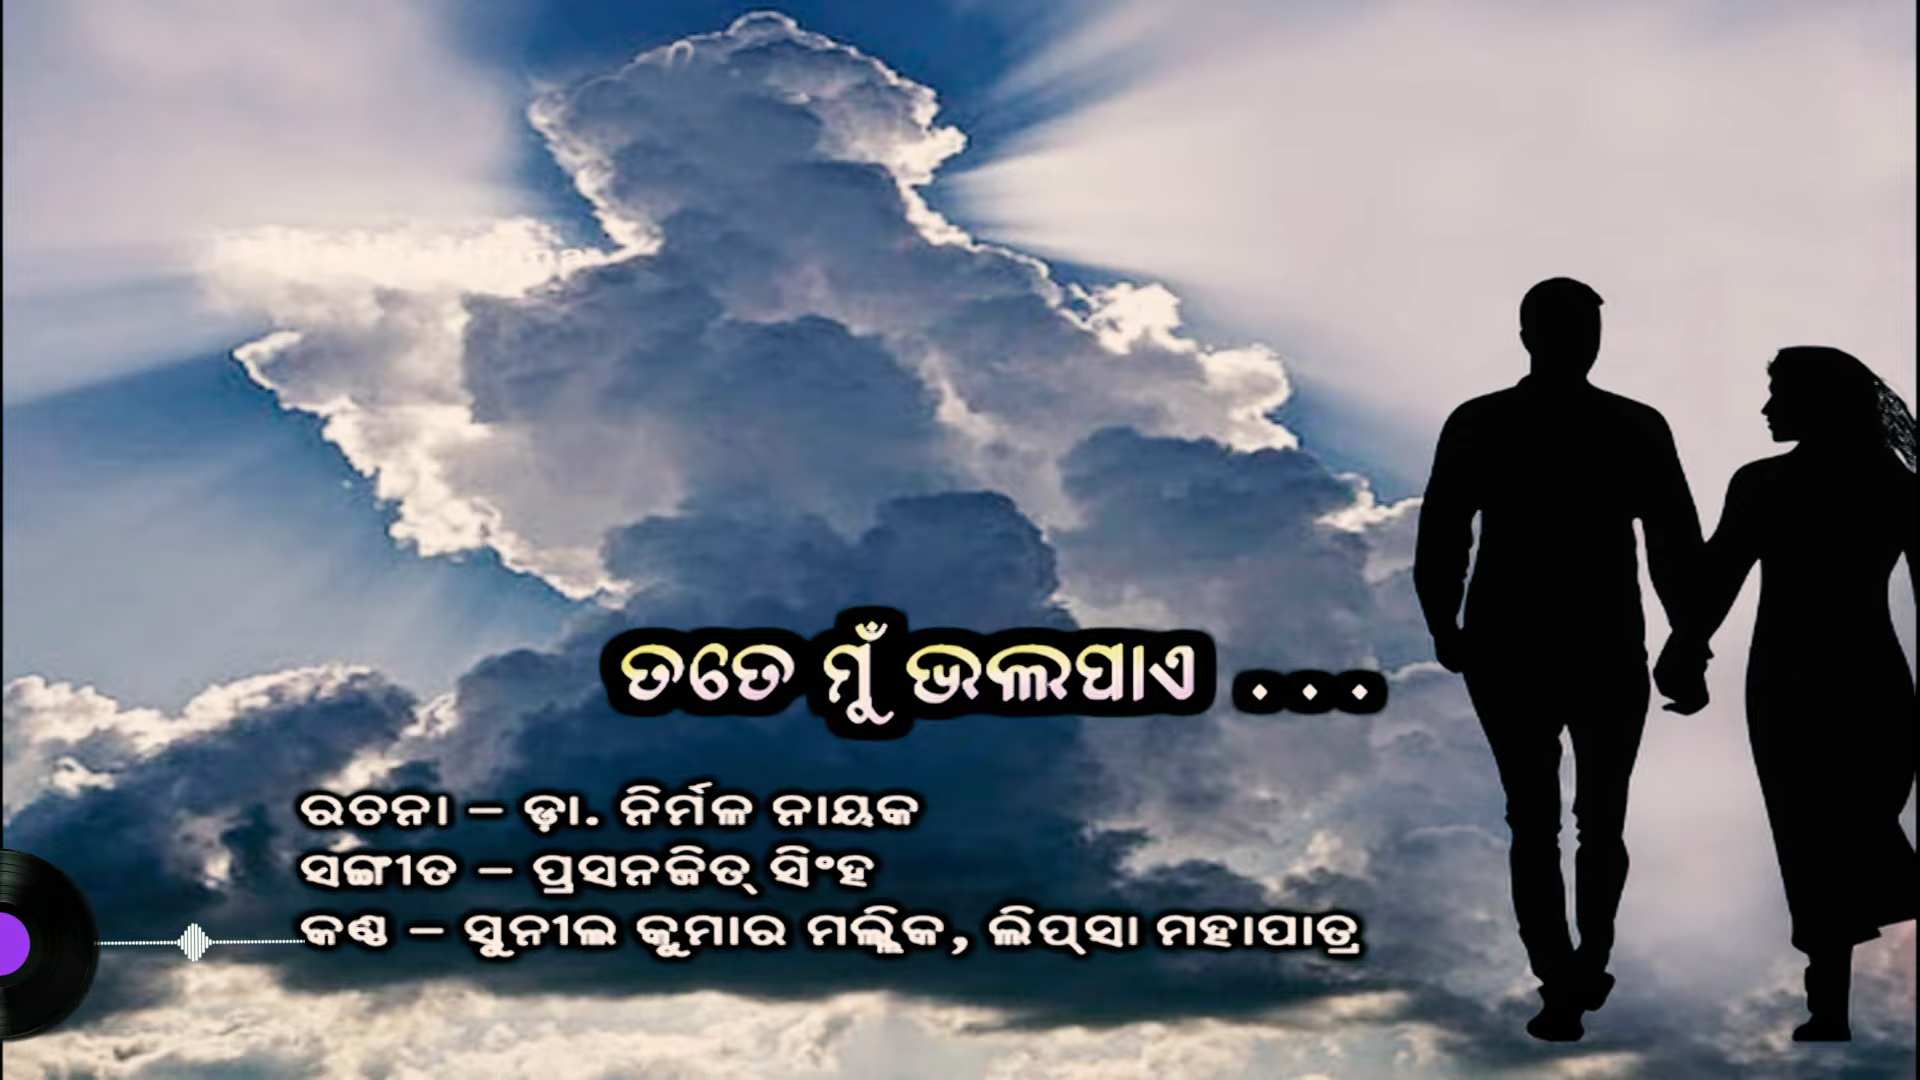 ତତେ ମୁଁ ଭଲପାଏ . . .
ରଚନା – ଡ଼ା. ନିର୍ମଳ ନାୟକ
ସଙ୍ଗୀତ – ପ୍ରସନଜିତ୍ ସିଂହ
କଣ୍ଠ – ସୁନୀଲ କୁମାର ମଲ୍ଲିକ, ଲିପ୍ସା ମହାପାତ୍ର